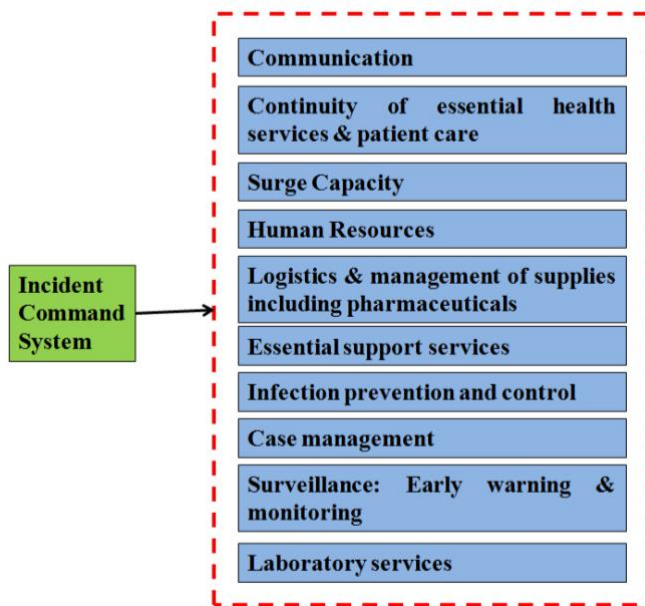 Communication
Continuity of essential health
services & patient care
Surge Capacity
Human Resources
Logistics & management of supplies
including pharmaceuticals
Essential support services
Infection prevention and control
Case management
Surveillance: Early warning &
monitoring
Laboratory services
Incident
Command
System